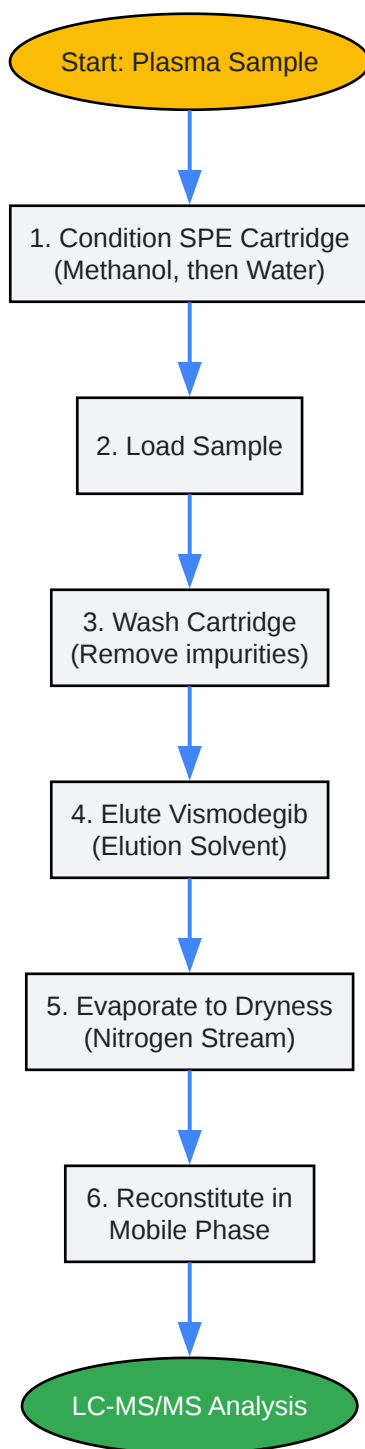 Start: Plasma Sample
1. Condition SPE Cartridge
(Methanol, then Water)
2. Load Sample
3. Wash Cartridge
(Remove impurities)
4. Elute Vismodegib
(Elution Solvent)
5. Evaporate to Dryness
(Nitrogen Stream)
6. Reconstitute in
Mobile Phase
LC-MS/MS Analysis